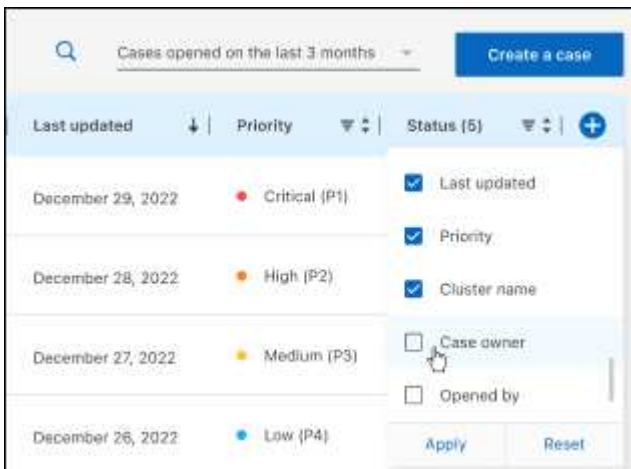 Cases opened on the last 3 months
Create a case
Last updated Priority Status (5)
Last updated
December 29, 2022 Critical (P1)
Priority
December 28, 2022 High (P2)
Cluster name
Case owner
December 27, 2022 Medium (P3)
Opened by
December 26, 2022 Low (P4)
Apply Reset